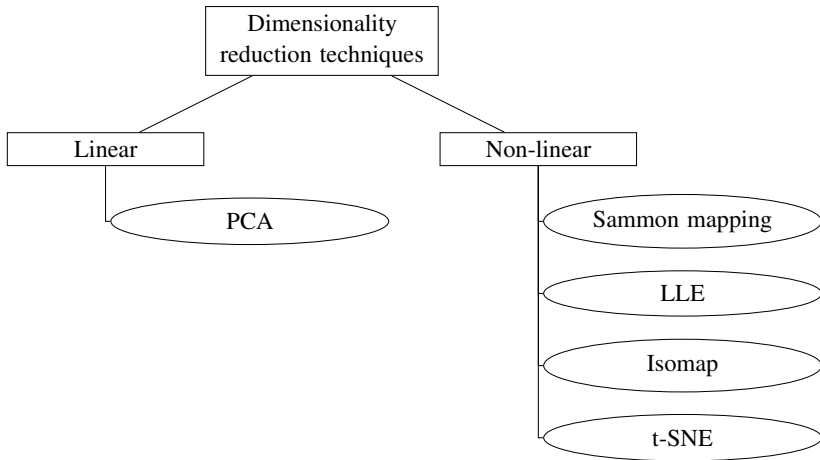 Dimensionality
reduction techniques
Linear
Non-linear
PCA
Sammon mapping
LLE
Isomap
t-SNE